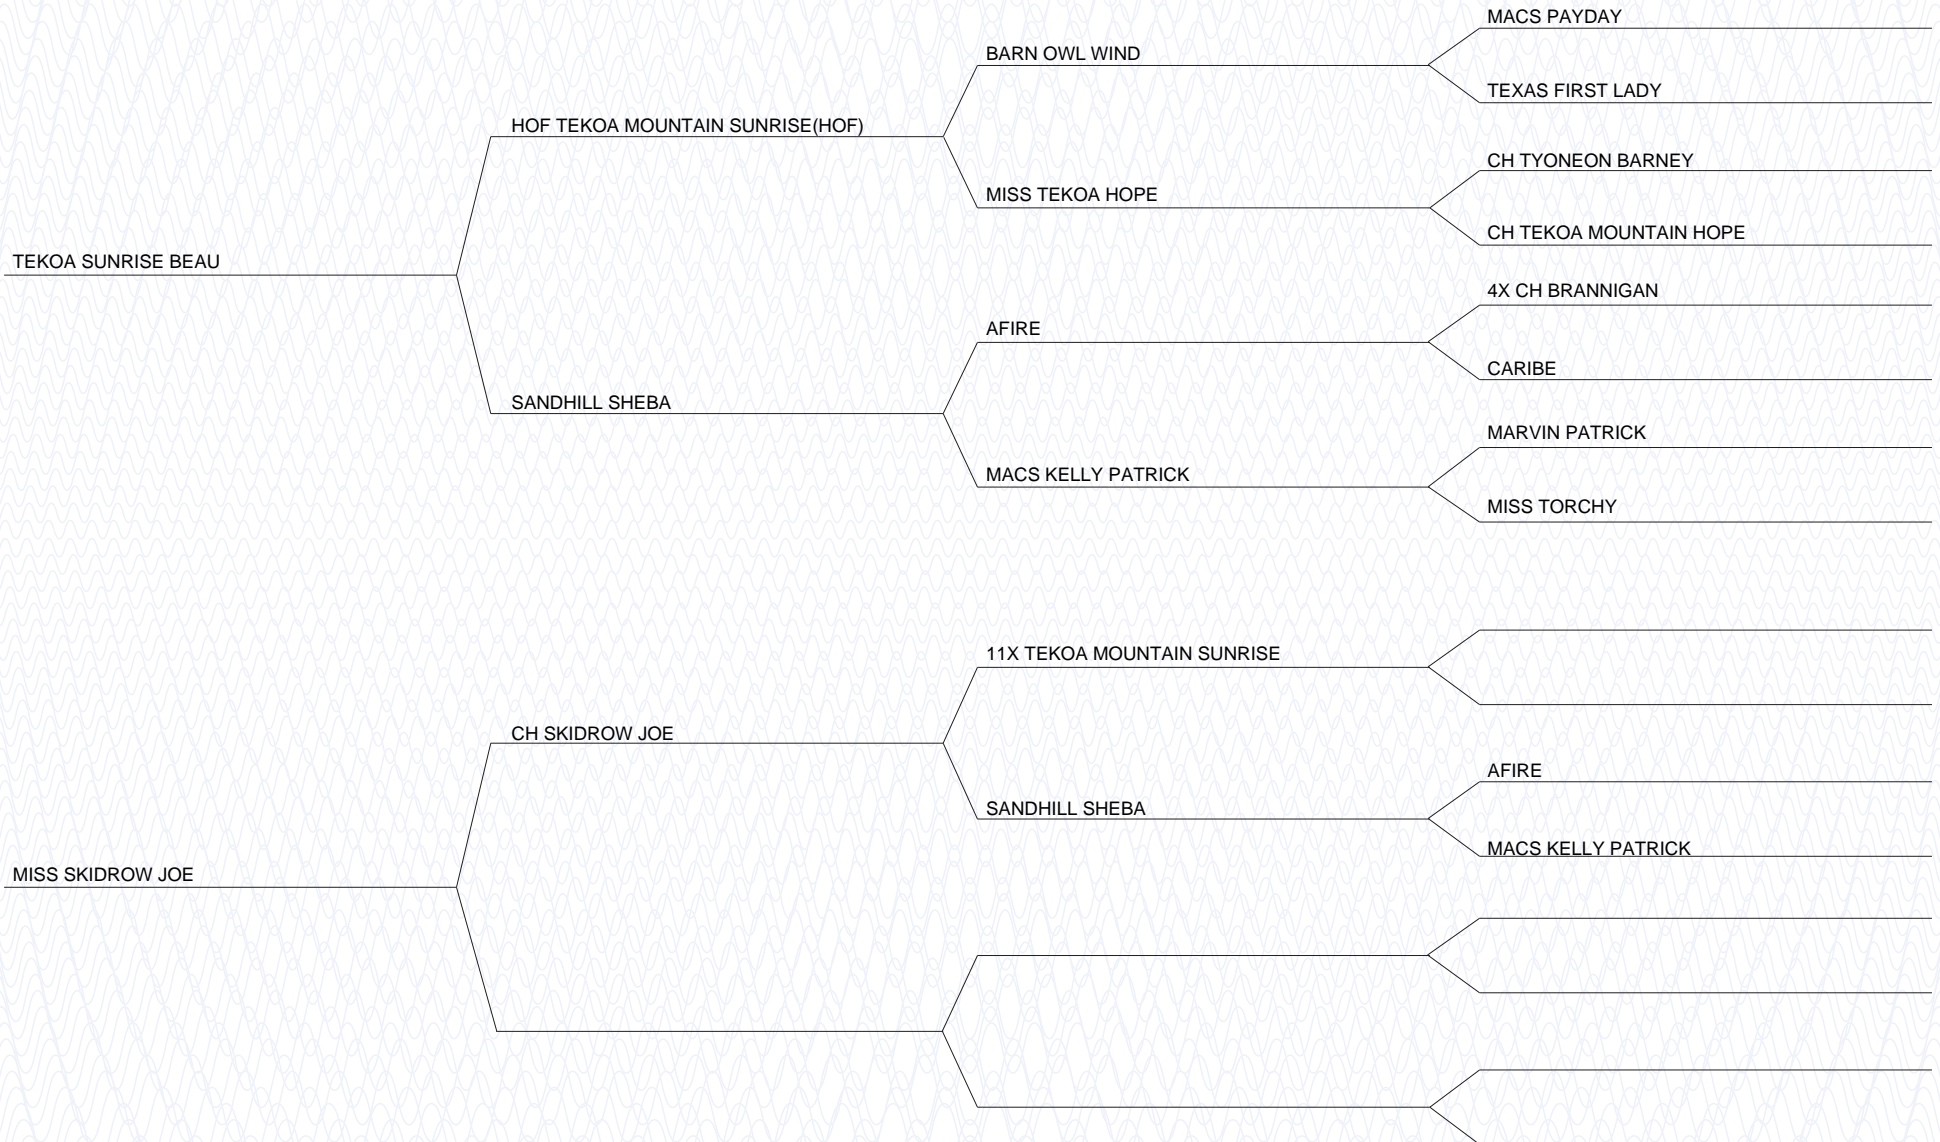 MACS PAYDAY
BARN OWL WIND
TEXAS FIRST LADY
HOF TEKOA MOUNTAIN SUNRISE(HOF)
CH TYONEON BARNEY
MISS TEKOA HOPE
CH TEKOA MOUNTAIN HOPE
TEKOA SUNRISE BEAU
4X CH BRANNIGAN
AFIRE
CARIBE
SANDHILL SHEBA
MARVIN PATRICK
MACS KELLY PATRICK
MISS TORCHY
11X TEKOA MOUNTAIN SUNRISE
CH SKIDROW JOE
AFIRE
SANDHILL SHEBA
MACS KELLY PATRICK
MISS SKIDROW JOE